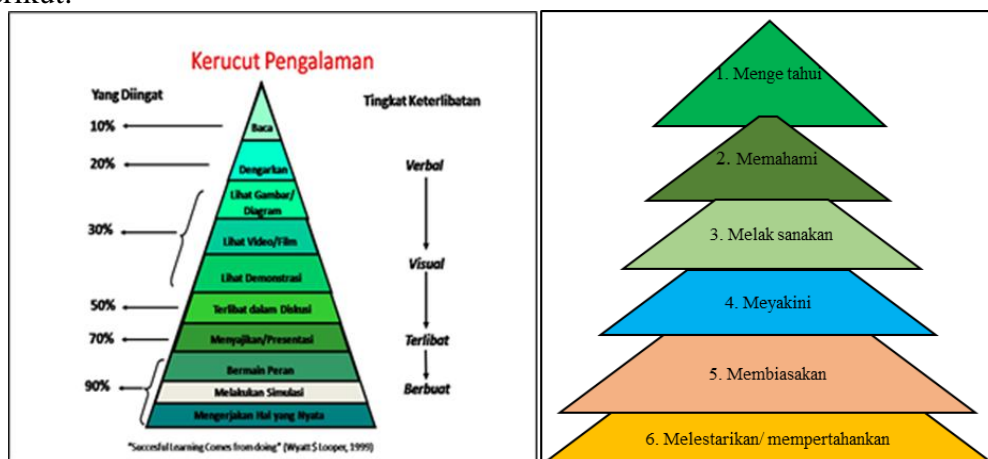 Kerucut Pengalaman
Yang Diingat
Tingkat Keterlibatan
10%
Baca
20%
Dengarkan
Verbal
Lihat Gambar/
Diagram
30%
Lihat Video/Film
Visual
Lihat Demonstrasi
50%
Terlibat dalam Diskusi
70%
Menyajikan/Presentasi
Terlibat
Bermain Peran
90%
Melakukan Simulasi
Berbuat
Mengerjakan Hal yang Nyata
"Succesful Learning Comes from doing" (Wyatt $ Looper, 1999)
1. Menge tahui
2. Memahami
3. Melak sanakan
4. Meyakini
5. Membiasakan
6. Melestarikan/ mempertahankan